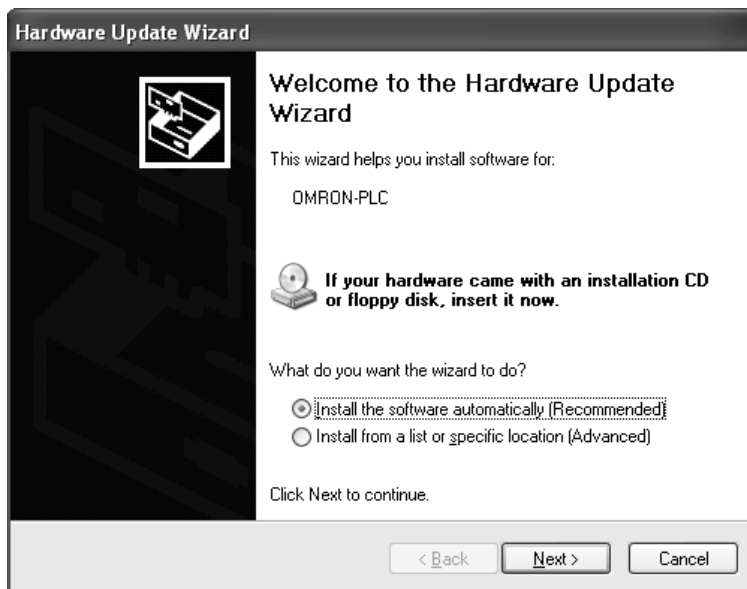 Hardware Update Wizard
Welcome to the Hardware Update
Wizard
This wizard helps you install software for:
OMRON-PLC
If your hardware came with an installation CD
or floppy disk, insert it now.
What do you want the wizard to do?
Install the software automatically (Recommended)
Install from a list or specific location (Advanced)
Click Next to continue.
< Back
Next >
Cancel